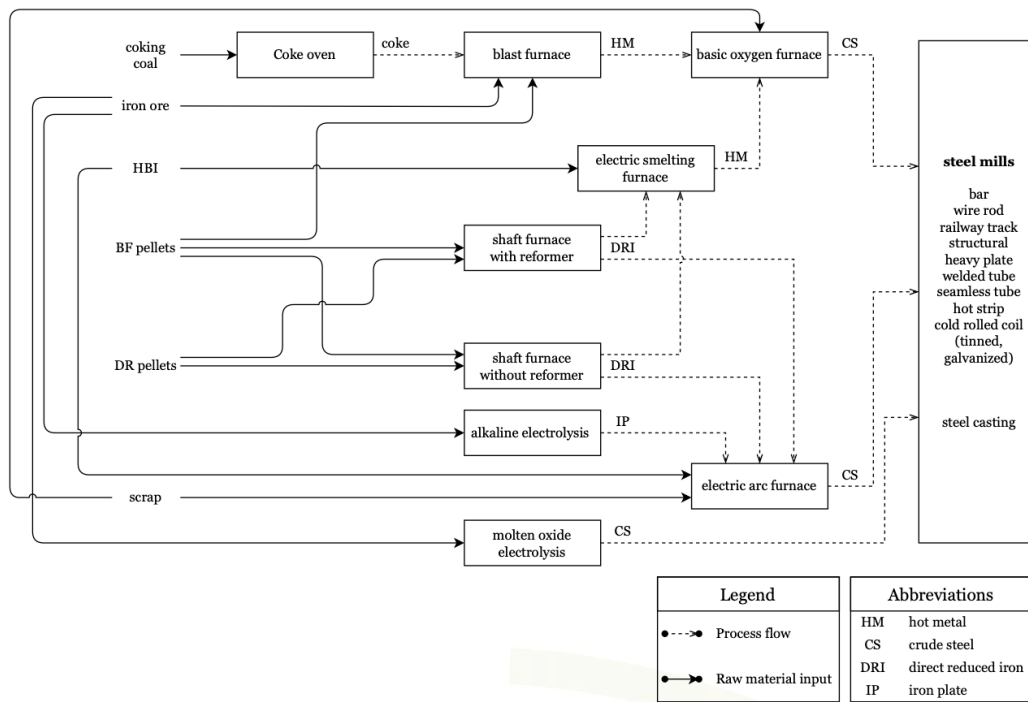 coking
coal
Coke oven
coke
blast furnace
HM
basic oxygen furnace
CS
iron ore
HBI
electric smelting
furnace
HM
BF pellets
shaft furnace
with reformer
DRI
DR pellets
shaft furnace
without reformer
DRI
alkaline electrolysis
IP
electric arc furnace
CS
scrap
molten oxide
electrolysis
CS
steel mills
bar
wire rod
railway track
structural
heavy plate
welded tube
seamless tube
hot strip
cold rolled coil
(tinned,
galvanized)
steel casting
Legend
Process flow
Raw material input
Abbreviations
HM hot metal
CS crude steel
DRI direct reduced iron
IP iron plate